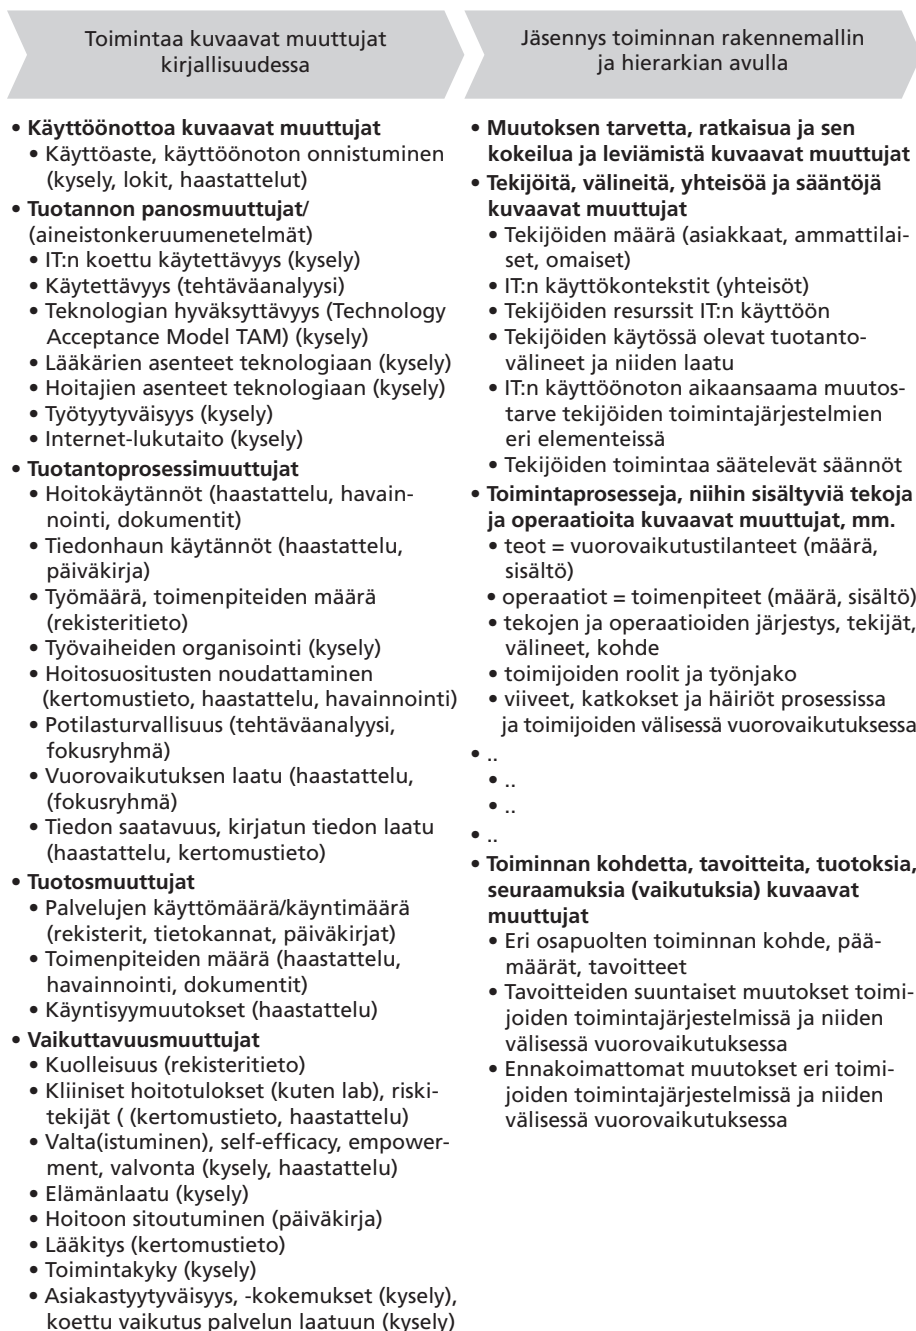 Toimintaa kuvaavat muuttujat
kirjallisuudessa
• Käyttöönottoa kuvaavat muuttujat
• Käyttöaste, käyttöönoton onnistuminen
(kysely, lokit, haastattelut)
• Tuotannon panosmuuttujat/
(aineistonkeruumenetelmät)
• IT:n koettu käytettävyys (kysely)
• Käytettävyys (tehtäväanalyysi)
• Teknologian hyväksyttävyys (Technology
Acceptance Model TAM) (kysely)
• Lääkärien asenteet teknologiaan (kysely)
• Hoitajien asenteet teknologiaan (kysely)
• Työtyytyväisyys (kysely)
• Internet-lukutaito (kysely)
• Tuotantoprosessimuuttujat
• Hoitokäytännöt (haastattelu, havain-
nointi, dokumentit)
• Tiedonhaun käytännöt (haastattelu,
päiväkirja)
• Työmäärä, toimenpiteiden määrä
(rekisteritieto)
• Työvaiheiden organisointi (kysely)
• Hoitosuositusten noudattaminen
(kertomustieto, haastattelu, havainnointi)
• Potilasturvallisuus (tehtäväanalyysi,
fokusryhmä)
• Vuorovaikutuksen laatu (haastattelu,
(fokusryhmä)
• Tiedon saatavuus, kirjatun tiedon laatu
(haastattelu, kertomustieto)
• Tuotosmuuttujat
• Palvelujen käyttömäärä/käyntimäärä
(rekisterit, tietokannat, päiväkirjat)
• Toimenpiteiden määrä (haastattelu,
havainnointi, dokumentit)
• Käyntisyymuutokset (haastattelu)
• Vaikuttavuusmuuttujat
• Kuolleisuus (rekisteritieto)
• Kliiniset hoitotulokset (kuten lab), riski-
tekijät ( (kertomustieto, haastattelu)
• Valta(istuminen), self-efficacy, empower-
ment, valvonta (kysely, haastattelu)
• Elämänlaatu (kysely)
• Hoitoon sitoutuminen (päiväkirja)
• Lääkitys (kertomustieto)
• Toimintakyky (kysely)
• Asiakastyytyväisyys, -kokemukset (kysely),
koettu vaikutus palvelun laatuun (kysely)
Jäsennys toiminnan rakennemallin
ja hierarkian avulla
• Muutoksen tarvetta, ratkaisua ja sen
kokeilua ja leviämistä kuvaavat muuttujat
• Tekijöitä, välineitä, yhteisöä ja sääntöjä
kuvaavat muuttujat
• Tekijöiden määrä (asiakkaat, ammattilai-
set, omaiset)
• IT:n käyttökontekstit (yhteisöt)
• Tekijöiden resurssit IT:n käyttöön
• Tekijöiden käytössä olevat tuotanto-
välineet ja niiden laatu
• IT:n käyttöönoton aikaansaama muutos-
tarve tekijöiden toimintajärjestelmien
eri elementeissä
• Tekijöiden toimintaa säätelevät säännöt
• Toimintaprosesseja, niihin sisältyviä tekoja
ja operaatioita kuvaavat muuttujat, mm.
• teot = vuorovaikutustilanteet (määrä,
sisältö)
• operaatiot = toimenpiteet (määrä, sisältö)
• tekojen ja operaatioiden järjestys, tekijät,
välineet, kohde
• toimijoiden roolit ja työnjako
• viiveet, katkokset ja häiriöt prosessissa
ja toimijoiden välisessä vuorovaikutuksessa
• ..
• ..
• ..
• ..
• Toiminnan kohdetta, tavoitteita, tuotoksia,
seuraamuksia (vaikutuksia) kuvaavat
muuttujat
• Eri osapuolten toiminnan kohde, pää-
määrät, tavoitteet
• Tavoitteiden suuntaiset muutokset toimi-
joiden toimintajärjestelmissä ja niiden
välisessä vuorovaikutuksessa
• Ennakoimattomat muutokset eri toimi-
joiden toimintajärjestelmissä ja niiden
välisessä vuorovaikutuksessa